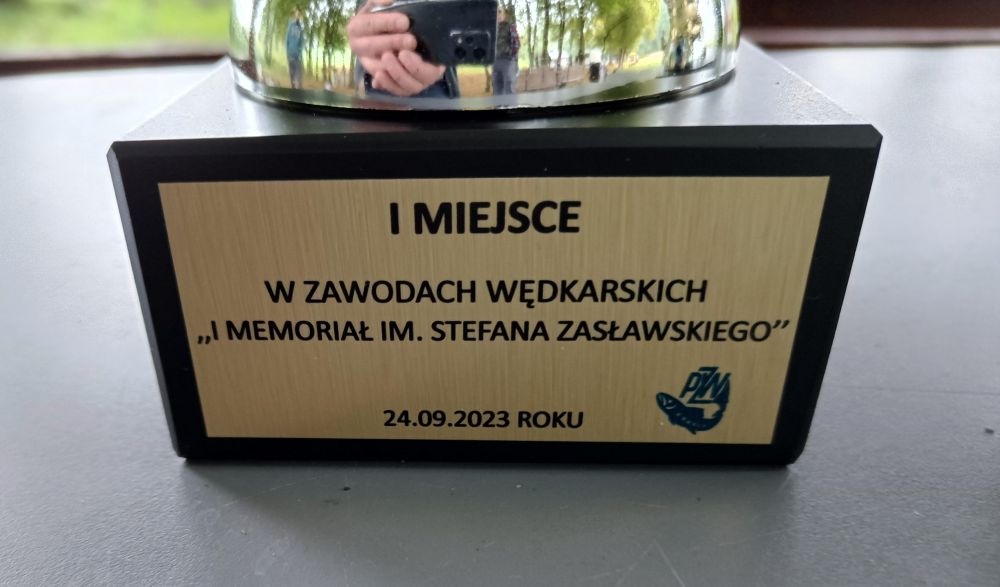 I MIEJSCE
W ZAWODACH WĘDKARSKICH
„I MEMORIAŁ IM. STEFANA ZASŁAWSKIEGO”
PZW
24.09.2023 ROKU